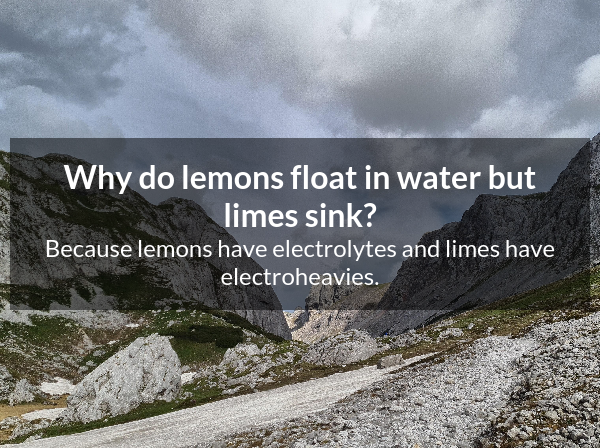 Why do lemons float in water but
limes sink?
Because lemons have electrolytes and limes have
electroheavies.